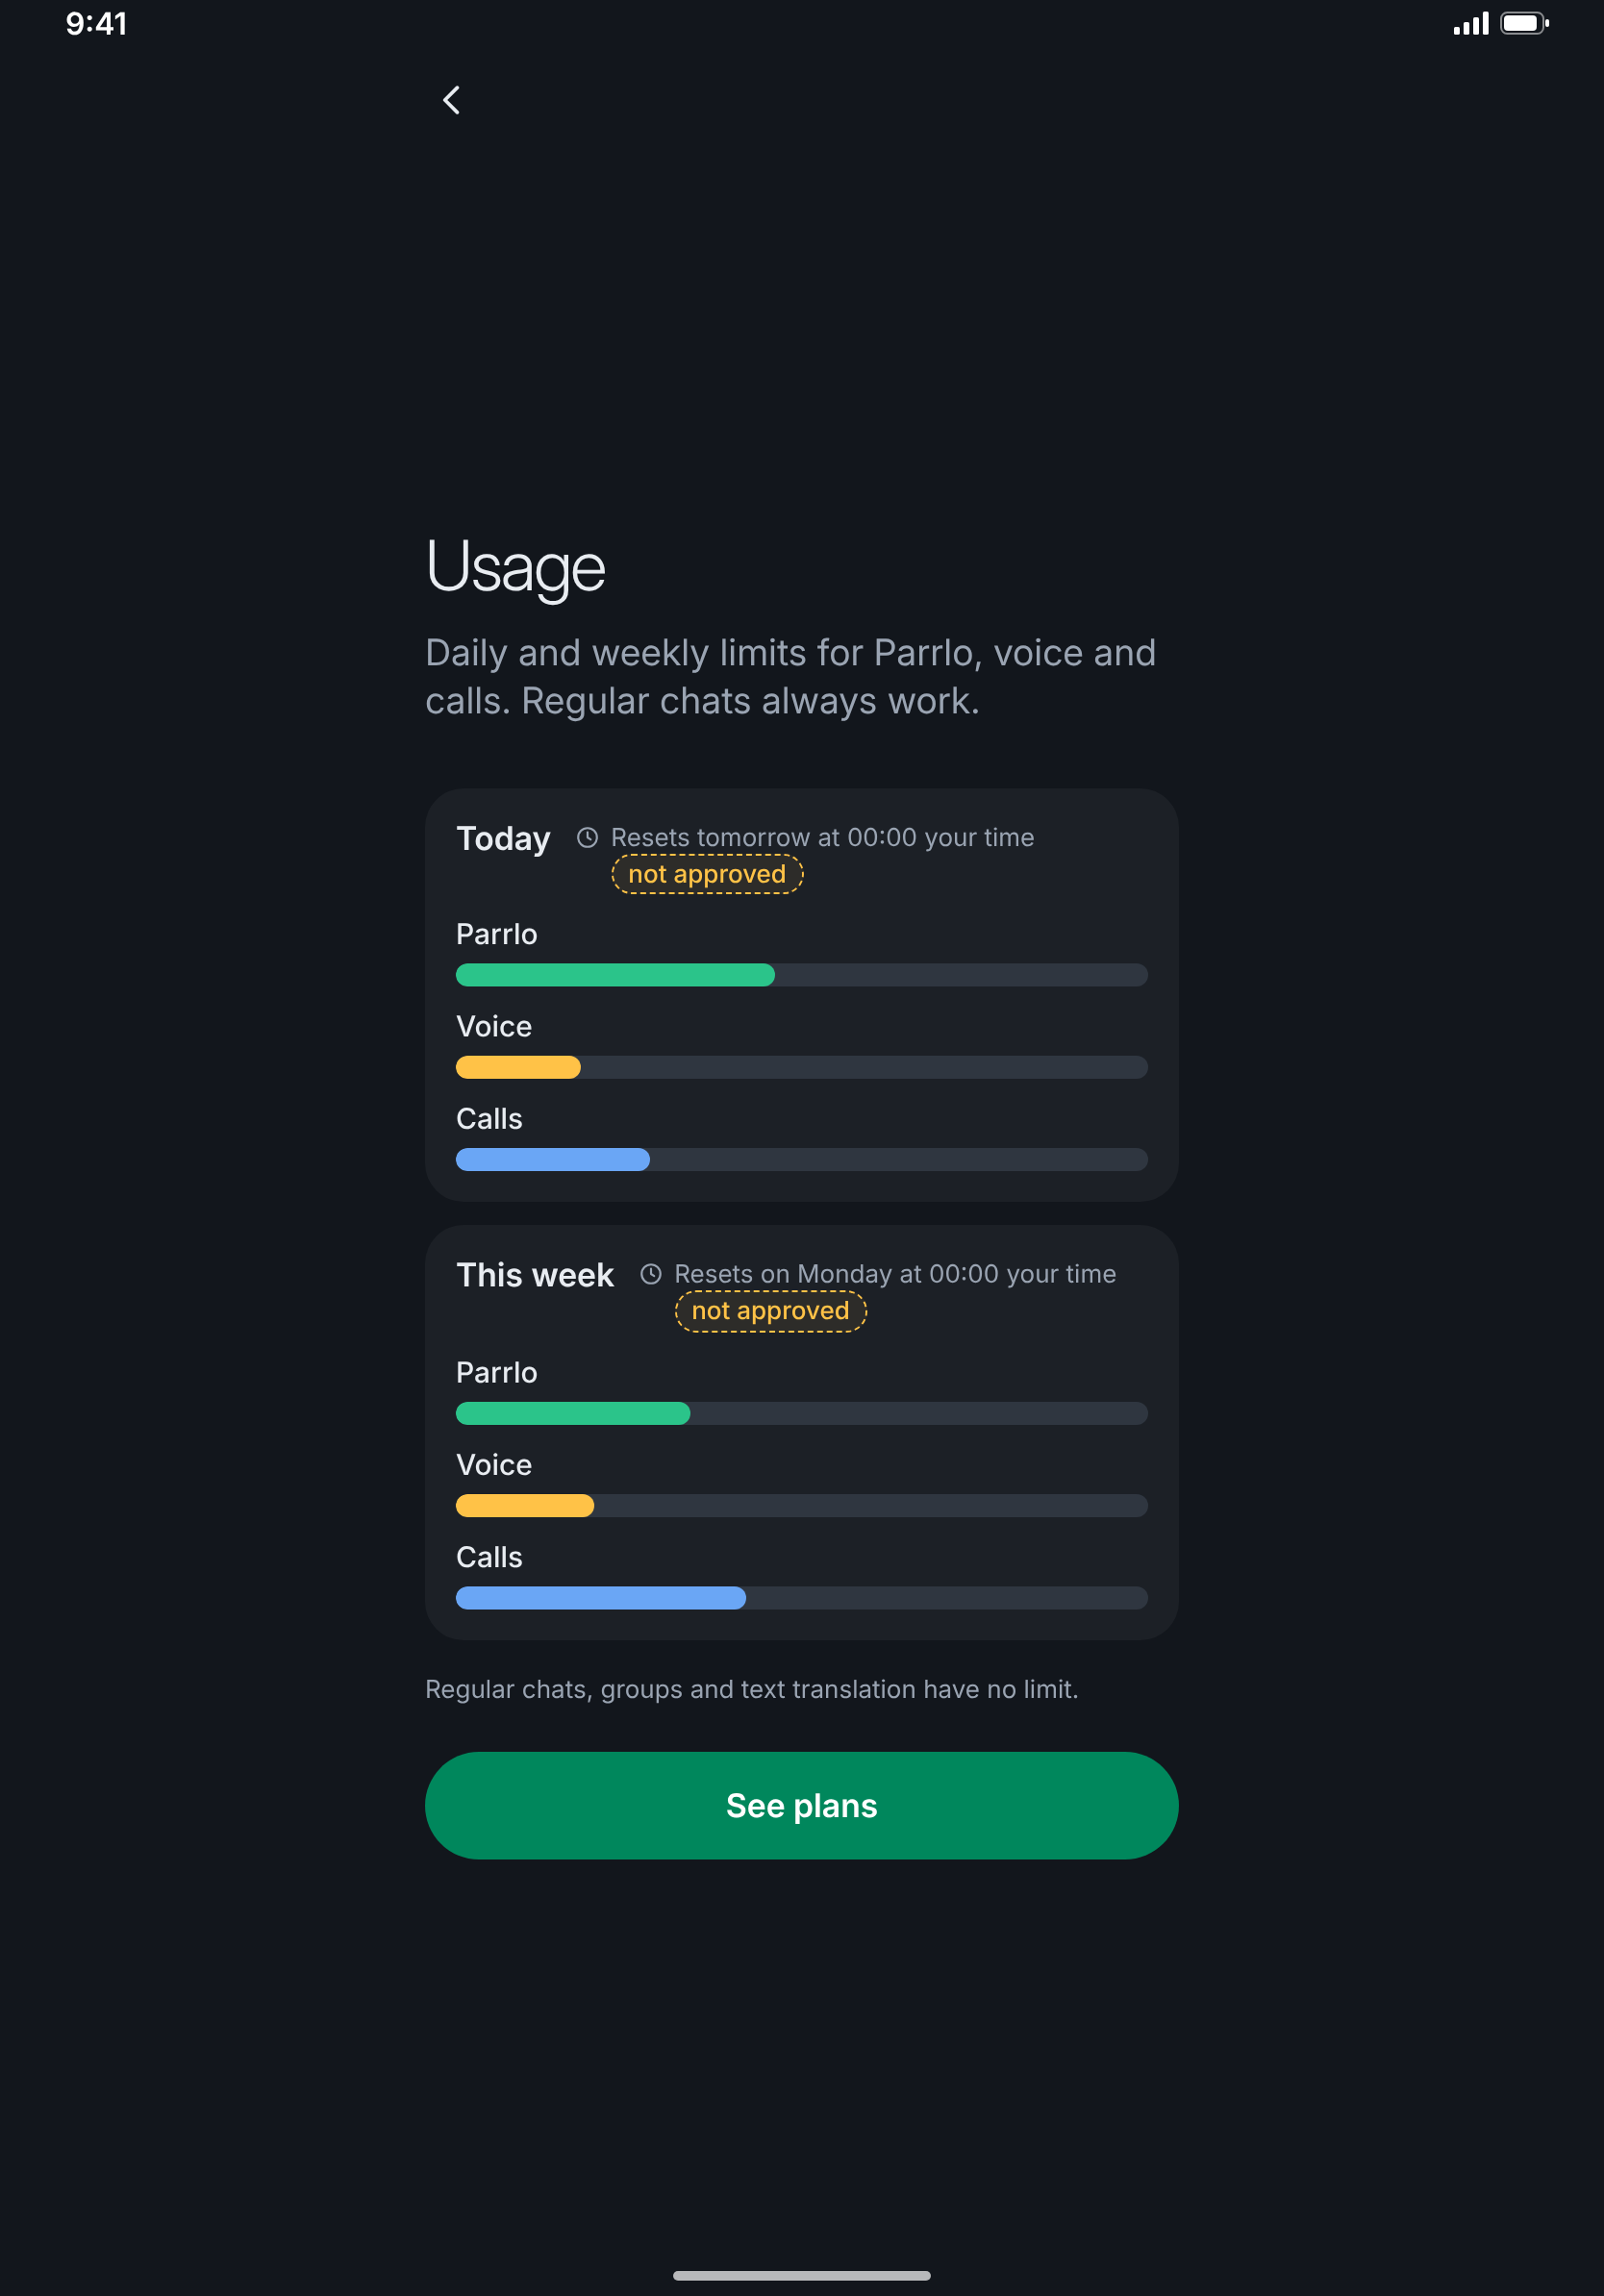 9:41
Usage
Daily and weekly limits for Parrlo, voice and
calls. Regular chats always work.
Today Resets tomorrow at 00:00 your time
not approved
Parrlo
Voice
Calls
This week Resets on Monday at 00:00 your time
not approved
Parrlo
Voice
Calls
Regular chats, groups and text translation have no limit.
See plans